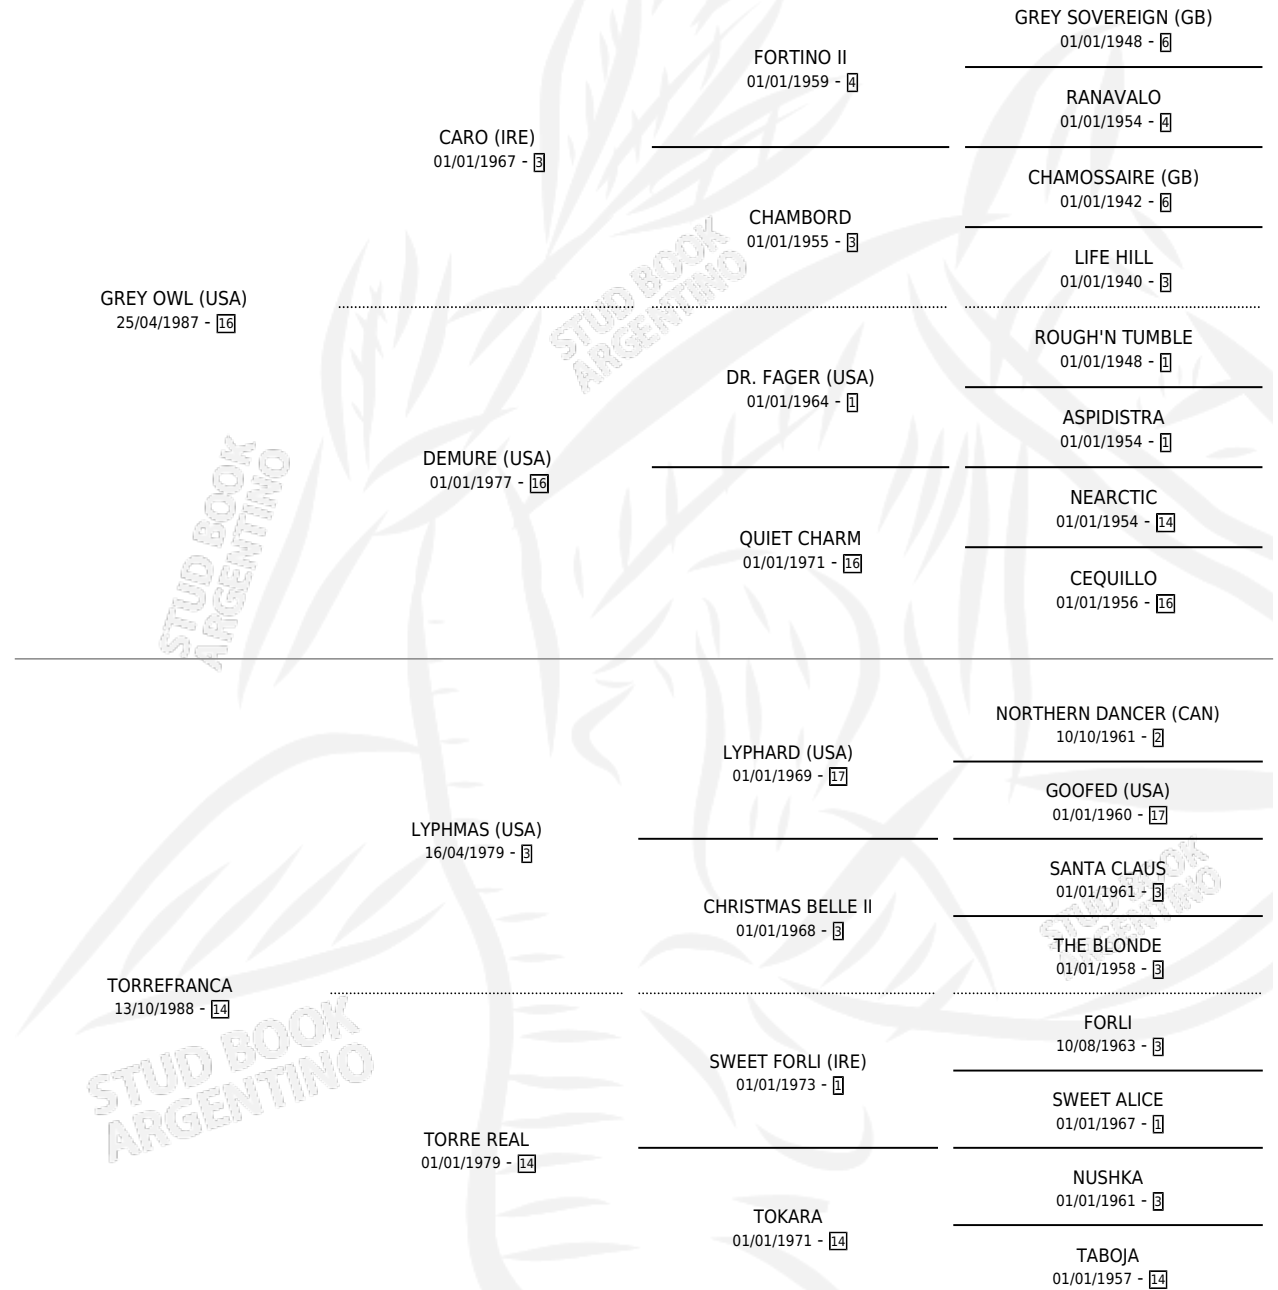 GREY SOVEREIGN (GB)
01/01/1948 - 6
FORTINO II
01/01/1959 - 4
RANAVALO
01/01/1954 - 4
CARO (IRE)
01/01/1967 - 3
CHAMOSSAIRE (GB)
01/01/1942 - 6
CHAMBORD
01/01/1955 - 3
LIFE HILL
01/01/1940 - 3
GREY OWL (USA)
25/04/1987 - 16
ROUGH'N TUMBLE
01/01/1948 - 1
DR. FAGER (USA)
01/01/1964 - 1
ASPIDISTRA
01/01/1954 - 1
DEMURE (USA)
01/01/1977 - 16
NEARCTIC
01/01/1954 - 14
QUIET CHARM
01/01/1971 - 16
CEQUILLO
01/01/1956 - 16
NORTHERN DANCER (CAN)
10/10/1961 - 2
LYPHARD (USA)
01/01/1969 - 17
GOOFED (USA)
01/01/1960 - 17
LYPHMAS (USA)
16/04/1979 - 3
SANTA CLAUS
01/01/1961 - 3
CHRISTMAS BELLE II
01/01/1968 - 3
THE BLONDE
01/01/1958 - 3
TORREFRANCA
13/10/1988 - 14
FORLI
10/08/1963 - 3
SWEET FORLI (IRE)
01/01/1973 - 1
SWEET ALICE
01/01/1967 - 1
TORRE REAL
01/01/1979 - 14
NUSHKA
01/01/1961 - 3
TOKARA
01/01/1971 - 14
TABOJA
01/01/1957 - 14
STUD BOOK
ARGENTINO
STUD BOOK
ARGENTINO
STUD BOOK
ARGENTINO
STUD BOOK
ARGENTINO